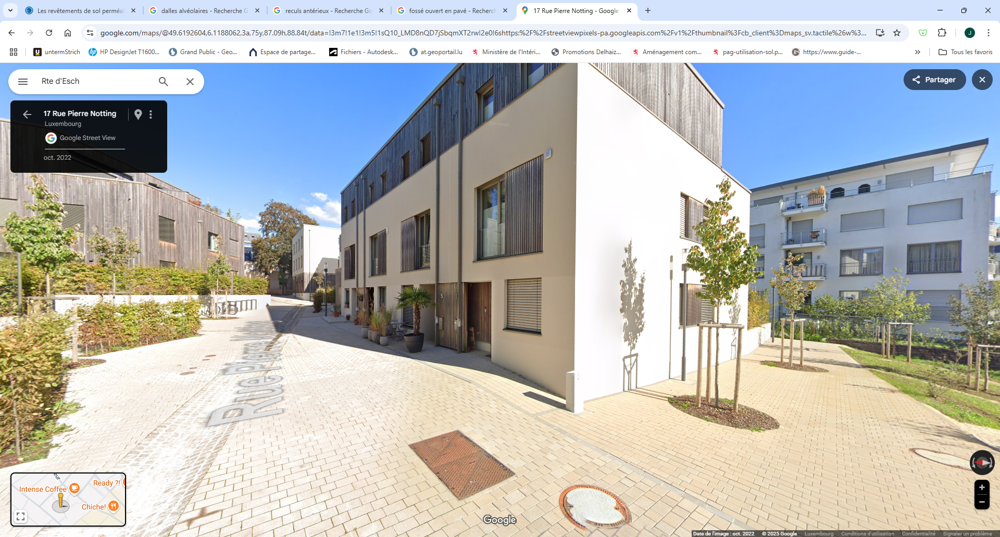 Les revêtements de sol perméa
dalles alvéolaires - Recherche G
reculs antérieurs - Recherche Go
fossé ouvert en pavé - Recherch
17 Rue Pierre Notting - Google
google.com/maps/@49.6192604,6.1188062,3a,75y,87.09h,88.84t/data=!3m7!1e1!3m5!1sQ10_LMD8nQD7jSbqmXT2rw!2e0!6shttps:%2F%2Fstreetviewpixels-pa.googleapis.com%2Fv1%2Fthumbnail%3Fcb_client%3Dmaps_sv.tactile%26w%3...
untermStrich
HP DesignJet T1600...
Grand Public - Geo...
Espace de partage...
Fichiers - Autodesk...
at.geoportail.lu
Ministère de l'Intéri...
Promotions Delhaiz...
Aménagement com...
pag-utilisation-sol.p...
https://www.guide-...
Tous les favoris
J
Rte d'Esch
Partager
17 Rue Pierre Notting
Luxembourg
Google Street View
oct. 2022
5
Rue Pierre
Intense Coffee
Ready ?!
Chiche!
Google
Date de l'image : oct. 2022
© 2025 Google
Luxembourg
Conditions d'utilisation
Confidentialité
Signaler un problème